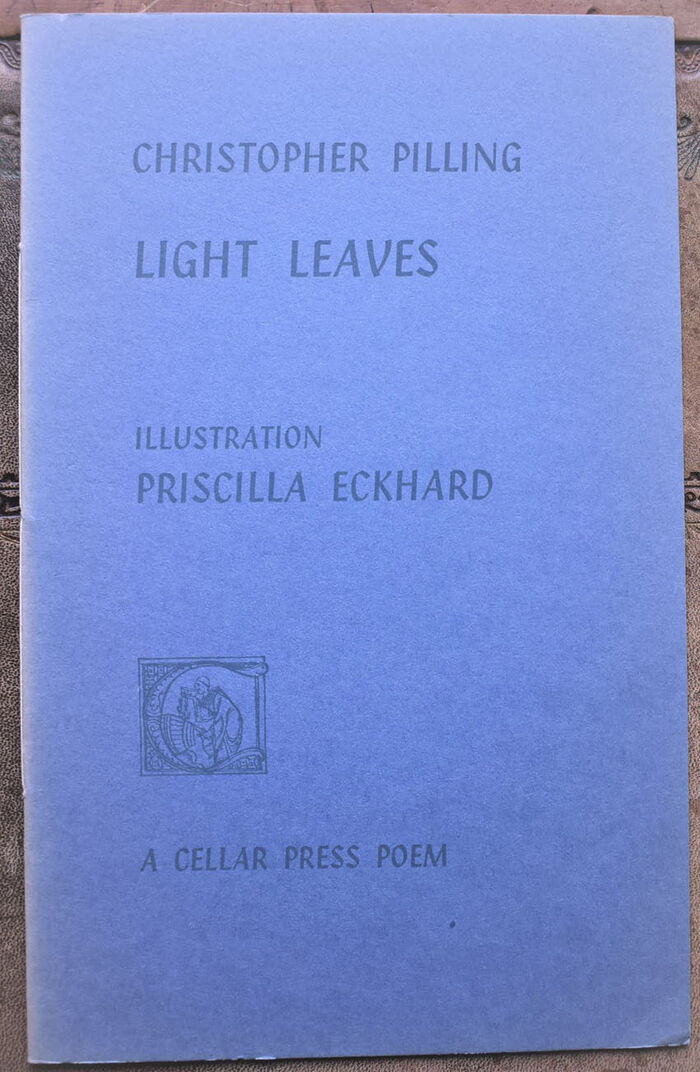 CHRISTOPHER PILLING
LIGHT LEAVES
ILLUSTRATION
PRISCILLA ECKHARD
A CELLAR PRESS POEM